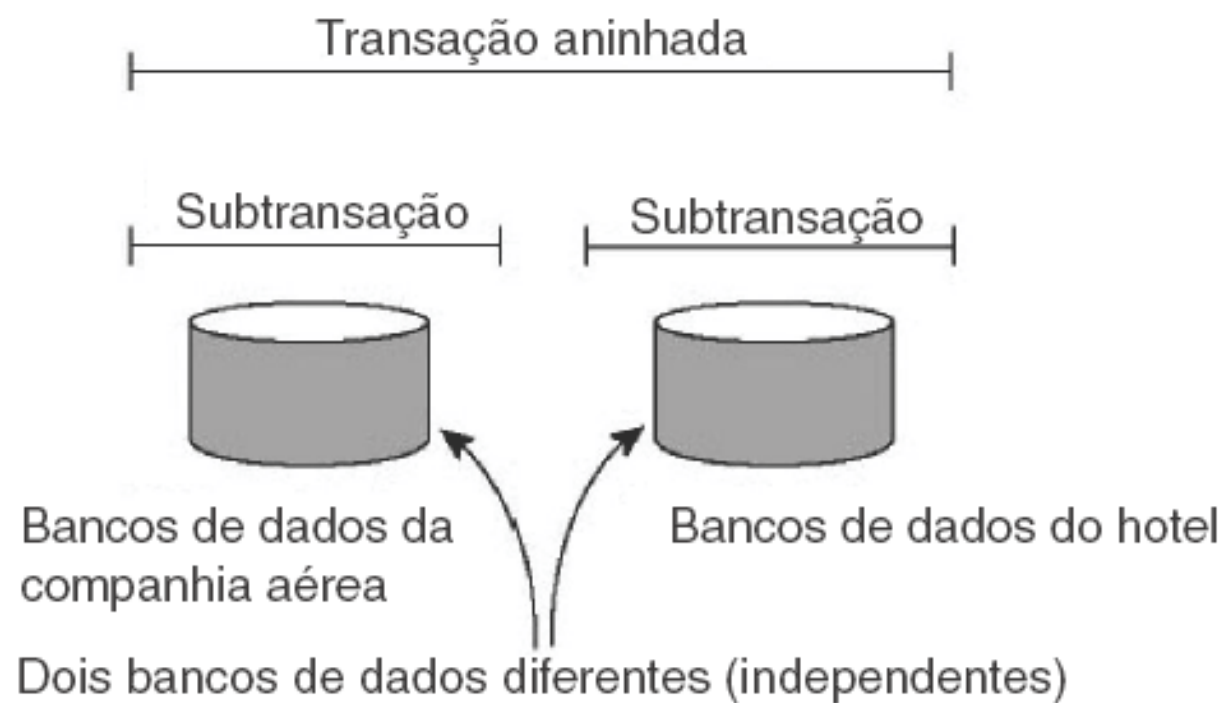 Transação aninhada
Subtransação
Subtransação
Bancos de dados da
companhia aérea
Bancos de dados do hotel
Dois bancos de dados diferentes (independentes)